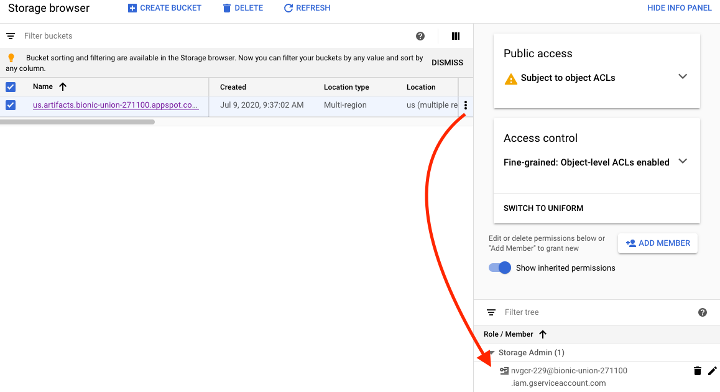 Storage browser
CREATE BUCKET
DELETE
REFRESH
HIDE INFO PANEL
Filter buckets
Bucket sorting and filtering are available in the Storage browser. Now you can filter your buckets by any value and sort by
any column.
DISMISS
Name
Created
Location type
Location
us.artifacts.bionic-union-271100.appspot.co...
Jul 9, 2020, 9:37:02 AM
Multi-region
us (multiple re
Public access
Subject to object ACLs
Access control
Fine-grained: Object-level ACLs enabled
SWITCH TO UNIFORM
Edit or delete permissions below or
"Add Member" to grant new
ADD MEMBER
Show inherited permissions
Filter tree
Role / Member
Storage Admin (1)
nvgcr-229@bionic-union-271100
.iam.gserviceaccount.com